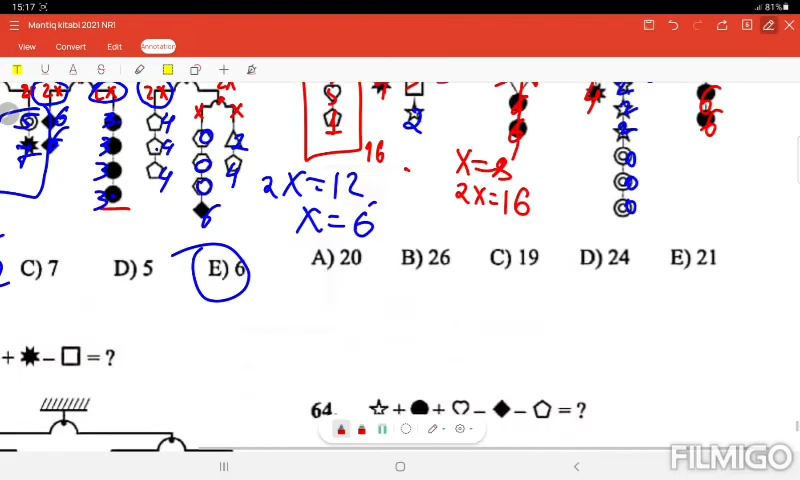 15:17
81%
Mantiq kitabi 2021 NR1
View Convert Edit Annotation
2X=12
X=6
16
X=8
2X=16
C) 7 D) 5 E) 6
A) 20 B) 26 C) 19 D) 24 E) 21
+ ✷ − □ = ?
64. ☆ + ● + ♡ − ◆ − ⬠ = ?
FILMIGO